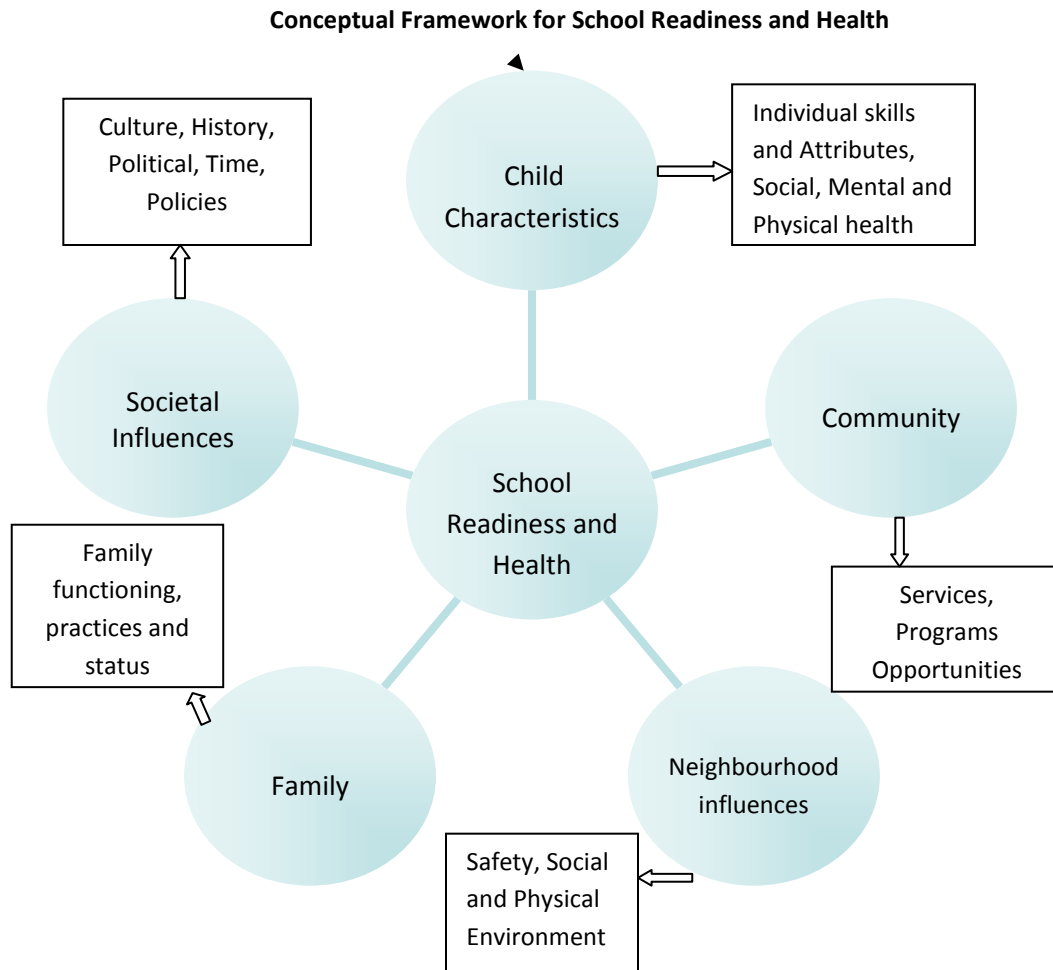 Conceptual Framework for School Readiness and Health
Culture, History,
Political, Time,
Policies
Child
Characteristics
Individual skills
and Attributes,
Social, Mental and
Physical health
Societal
Influences
Community
School
Readiness and
Health
Family
functioning,
practices and
status
Services,
Programs
Opportunities
Family
Neighbourhood
influences
Safety, Social
and Physical
Environment